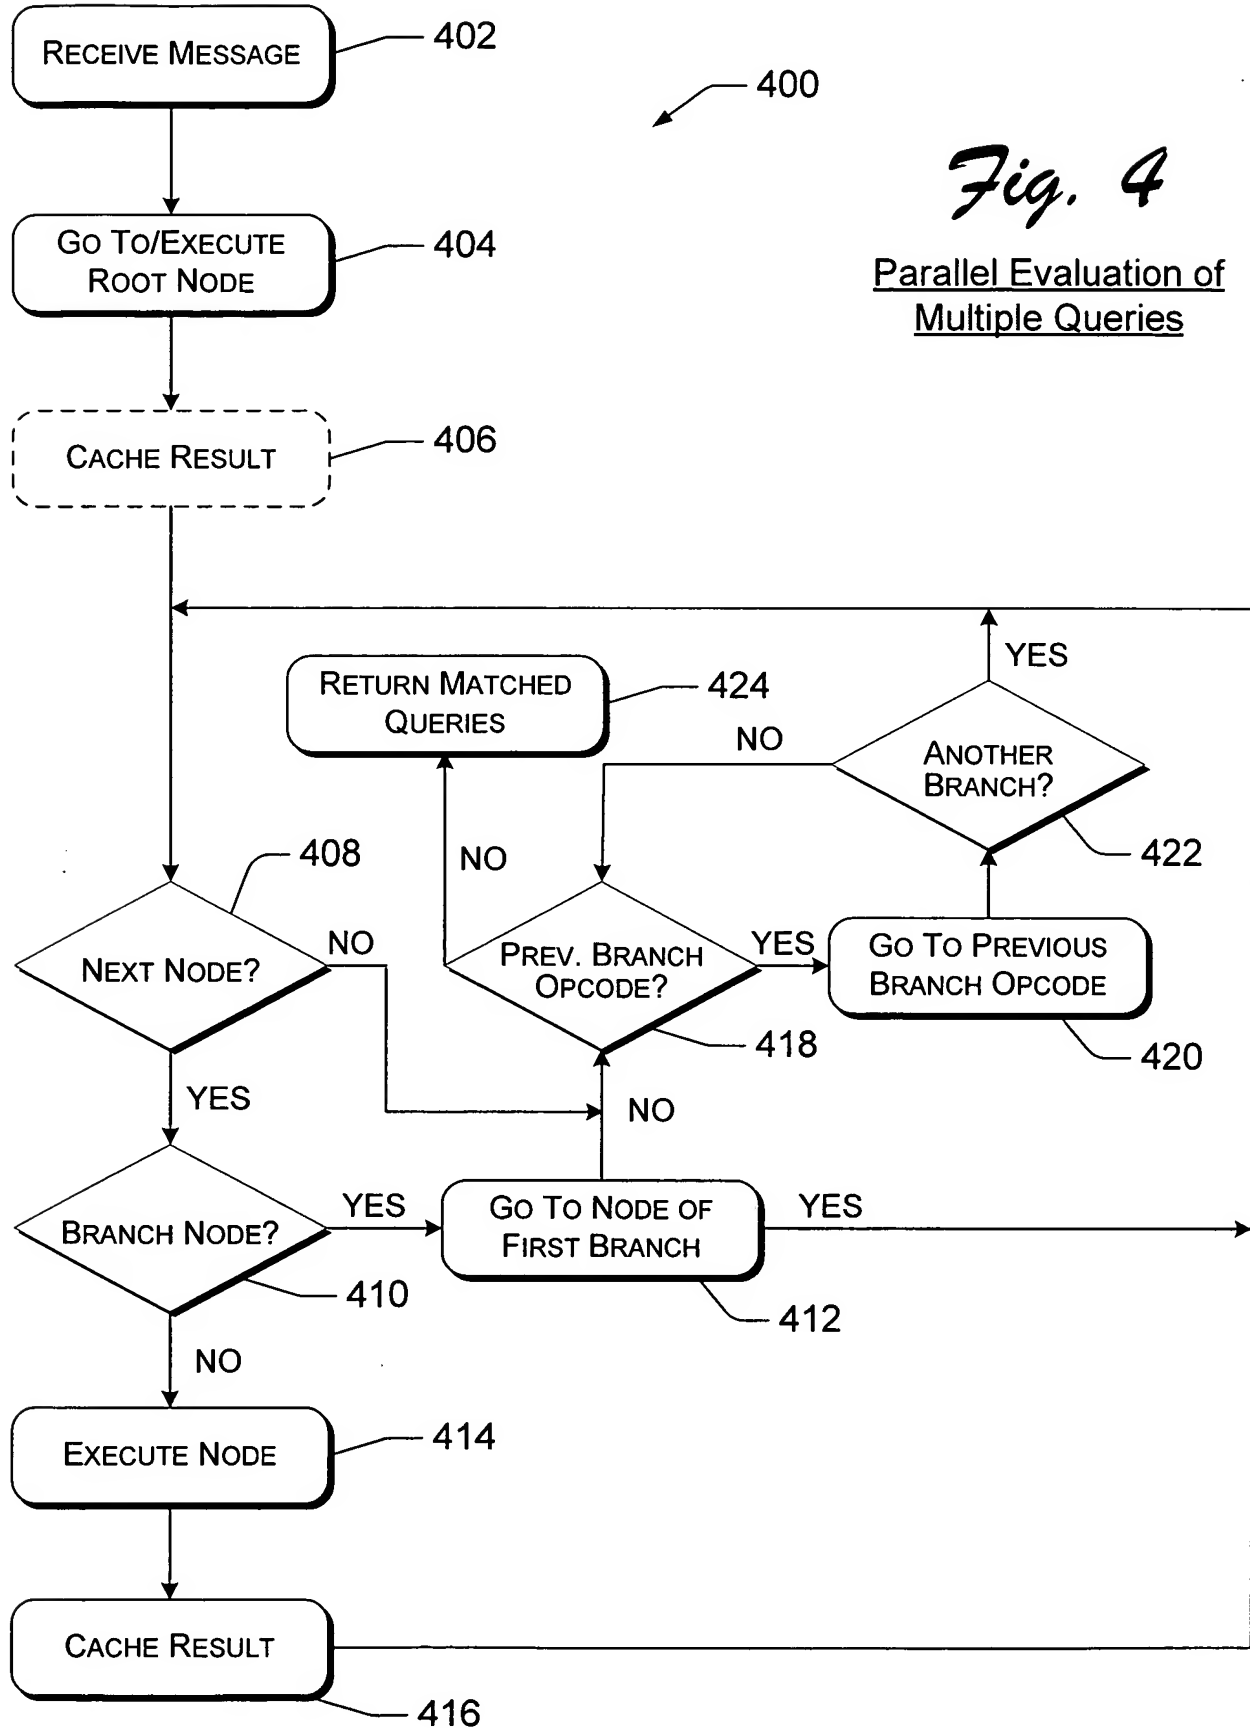 RECEIVE MESSAGE
402
400
Fig. 4
Parallel Evaluation of
Multiple Queries
GO TO/EXECUTE
ROOT NODE
404
CACHE RESULT
406
YES
RETURN MATCHED
QUERIES
424
NO
ANOTHER
BRANCH?
422
408
NO
NEXT NODE?
NO
PREV. BRANCH
OPCODE?
YES
GO TO PREVIOUS
BRANCH OPCODE
418
420
YES
NO
BRANCH NODE?
YES
GO TO NODE OF
FIRST BRANCH
YES
410
412
NO
EXECUTE NODE
414
CACHE RESULT
416